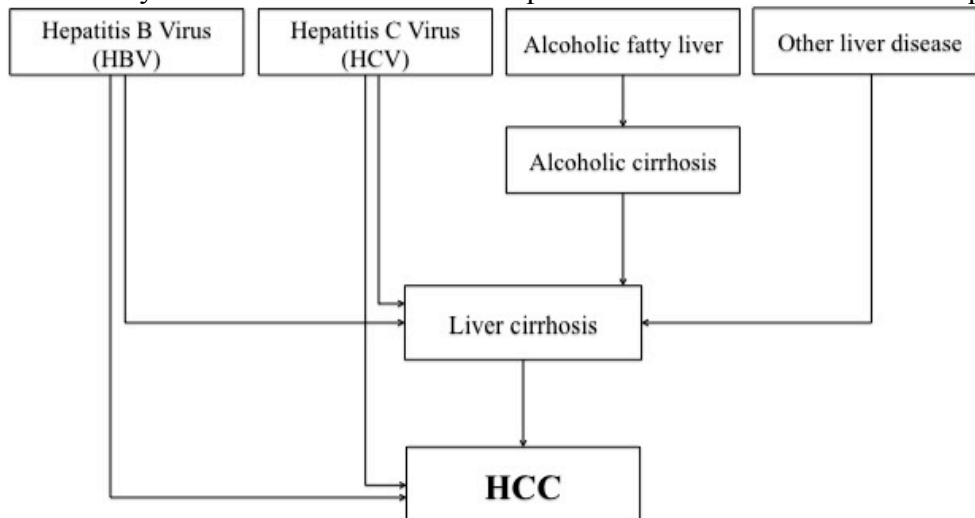 Hepatitis B Virus
(HBV)
Hepatitis C Virus
(HCV)
Alcoholic fatty liver
Other liver disease
Alcoholic cirrhosis
Liver cirrhosis
HCC